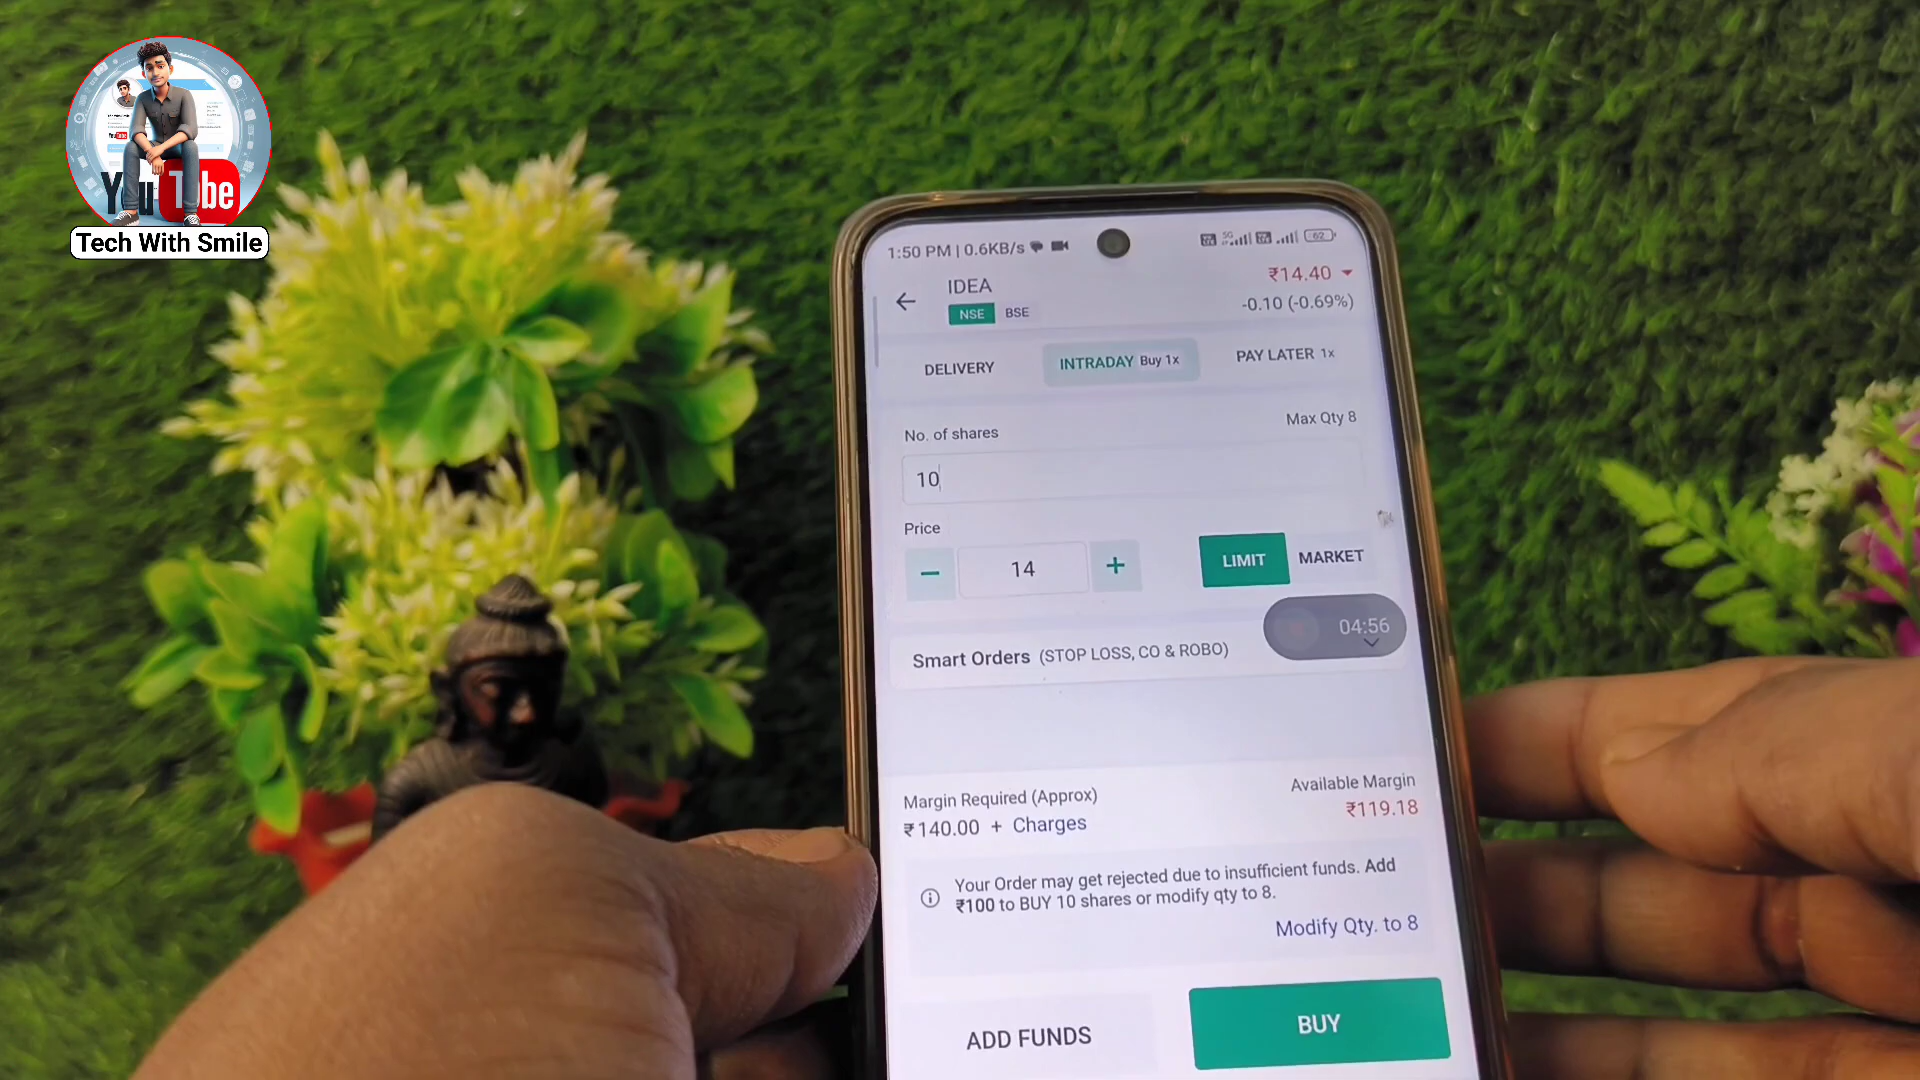 YouTube
Tech With Smile
1:50 PM | 0.6KB/s
5G
62
IDEA
₹14.40
NSE BSE
-0.10 (-0.69%)
DELIVERY
INTRADAY Buy 1x
PAY LATER 1x
No. of shares
Max Qty 8
10
Price
14
LIMIT
MARKET
04:56
Smart Orders (STOP LOSS, CO & ROBO)
Margin Required (Approx)
Available Margin
₹140.00 + Charges
₹119.18
Your Order may get rejected due to insufficient funds. Add
₹100 to BUY 10 shares or modify qty to 8.
Modify Qty. to 8
ADD FUNDS
BUY